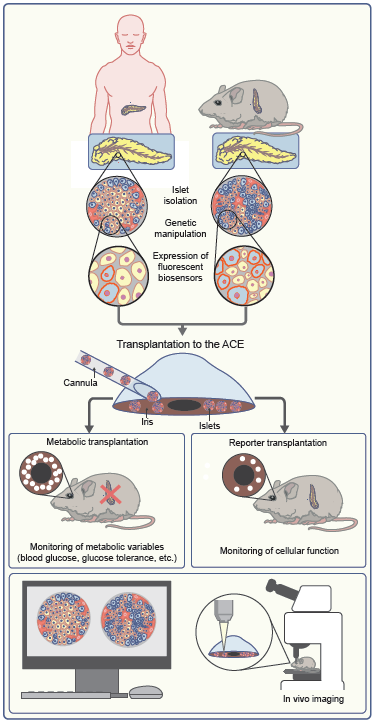 Islet
isolation
Genetic
manipulation
Expression of
fluorescent
biosensors
Transplantation to the ACE
Cannula
Iris
Islets
Metabolic transplantation
Monitoring of metabolic variables
(blood glucose, glucose tolerance, etc.)
Reporter transplantation
Monitoring of cellular function
In vivo imaging